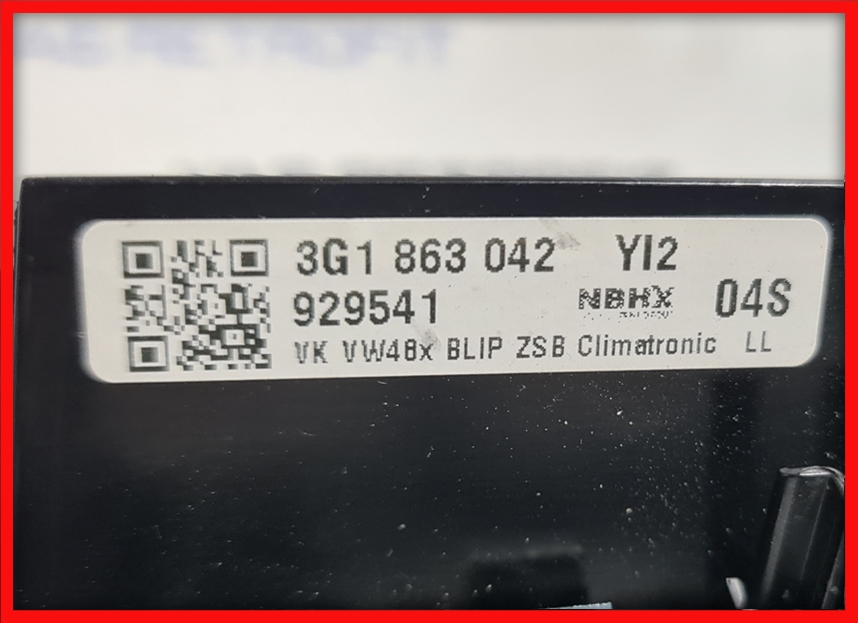 3G1 863 042 YI2
929541 NBHX 04S
VK VW48x BLIP ZSB Climatronic LL